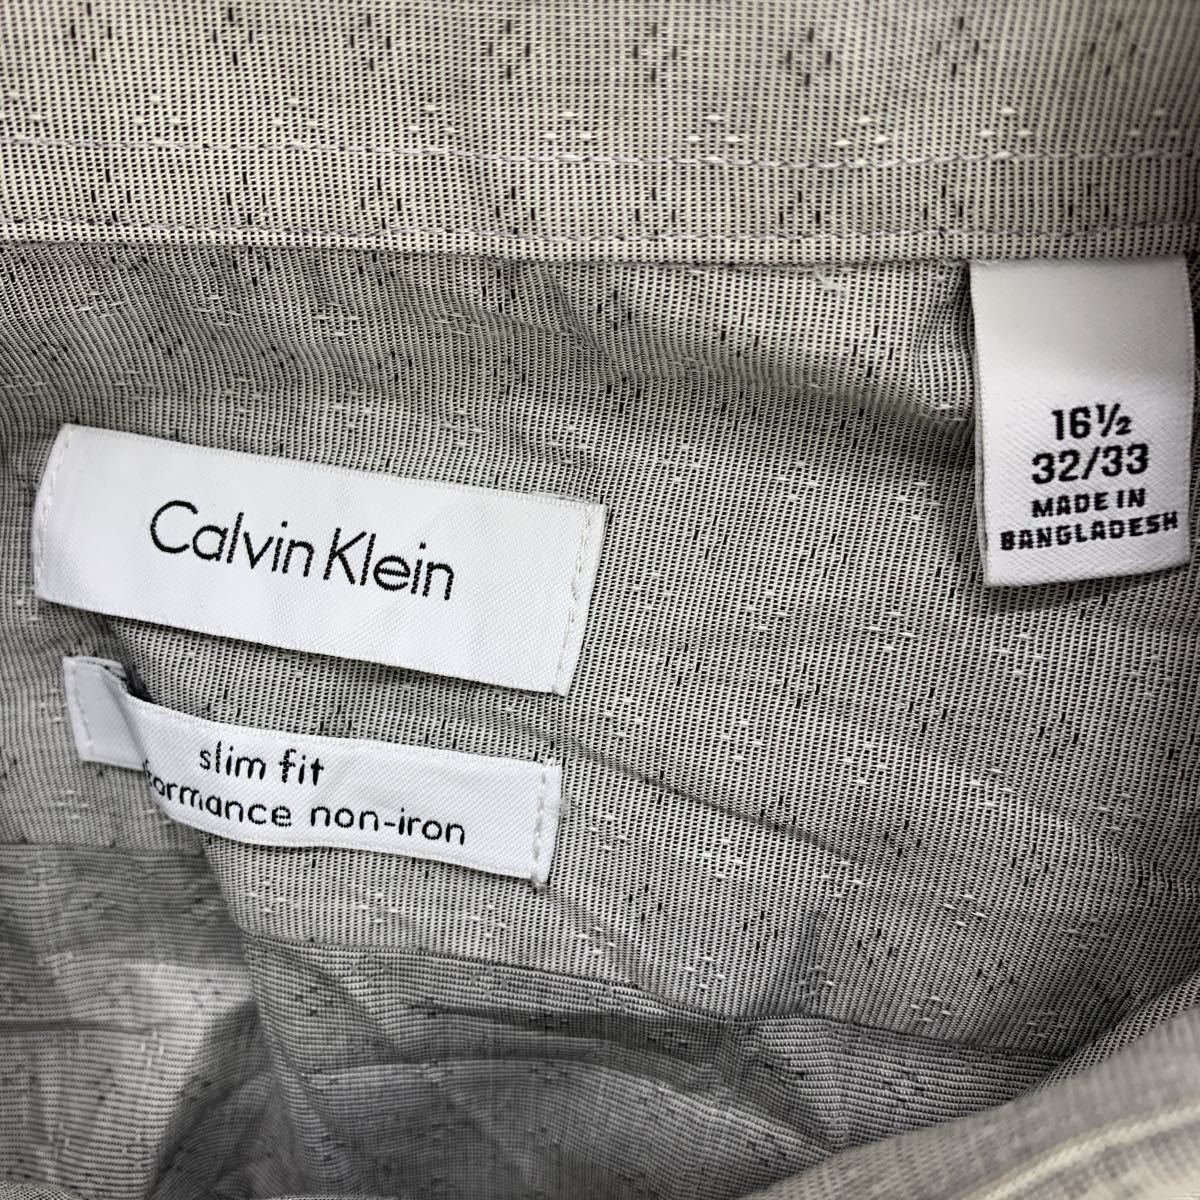 Calvin Klein
slim fit
formance non-iron
16½
32/33
MADE IN
BANGLADESH